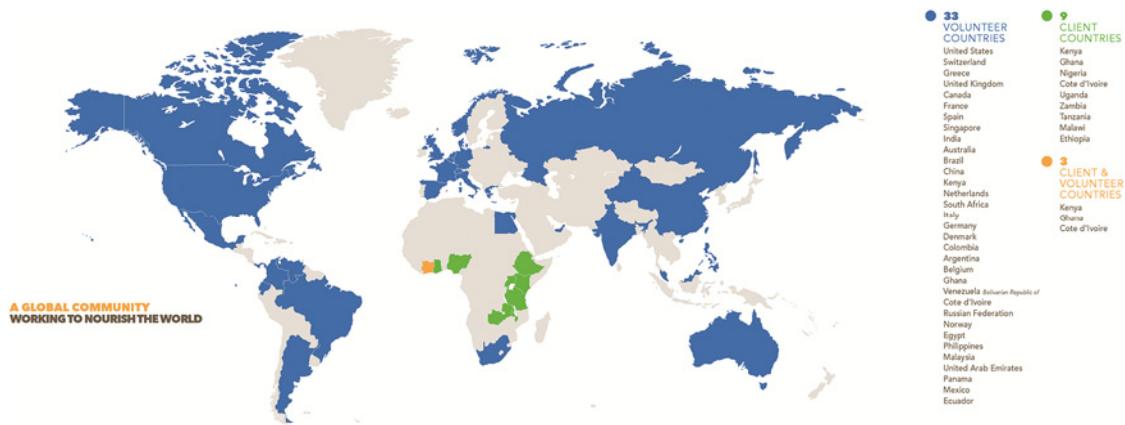 33
VOLUNTEER
COUNTRIES
United States
Switzerland
Greece
United Kingdom
Canada
France
Spain
Singapore
India
Australia
Brazil
China
Kenya
Netherlands
South Africa
Italy
Germany
Denmark
Colombia
Argentina
Belgium
Ghana
Venezuela Bolivarian Republic of
Cote d'Ivoire
Russian Federation
Norway
Egypt
Philippines
Malaysia
United Arab Emirates
Panama
Mexico
Ecuador
9
CLIENT
COUNTRIES
Kenya
Ghana
Nigeria
Cote d'Ivoire
Uganda
Zambia
Tanzania
Malawi
Ethiopia
3
CLIENT &
VOLUNTEER
COUNTRIES
Kenya
Ghana
Cote d'Ivoire
A GLOBAL COMMUNITY
WORKING TO NOURISH THE WORLD